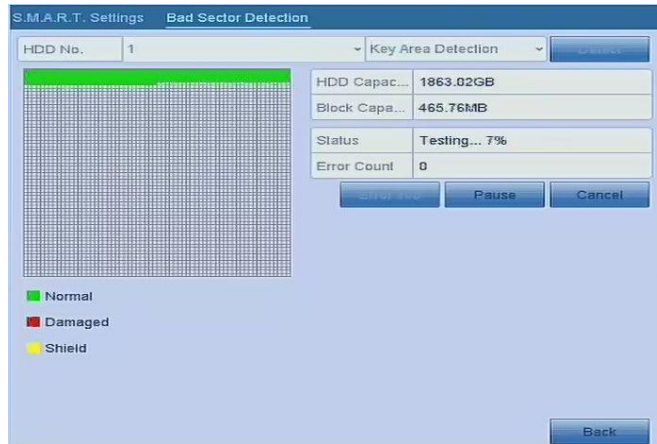 S.M.A.R.T. Settings Bad Sector Detection
HDD No. 1 Key Area Detection Detect
HDD Capac... 1863.02GB
Block Capa... 465.76MB
Status Testing... 7%
Error Count 0
Pause Cancel
Normal
Damaged
Shield
Back